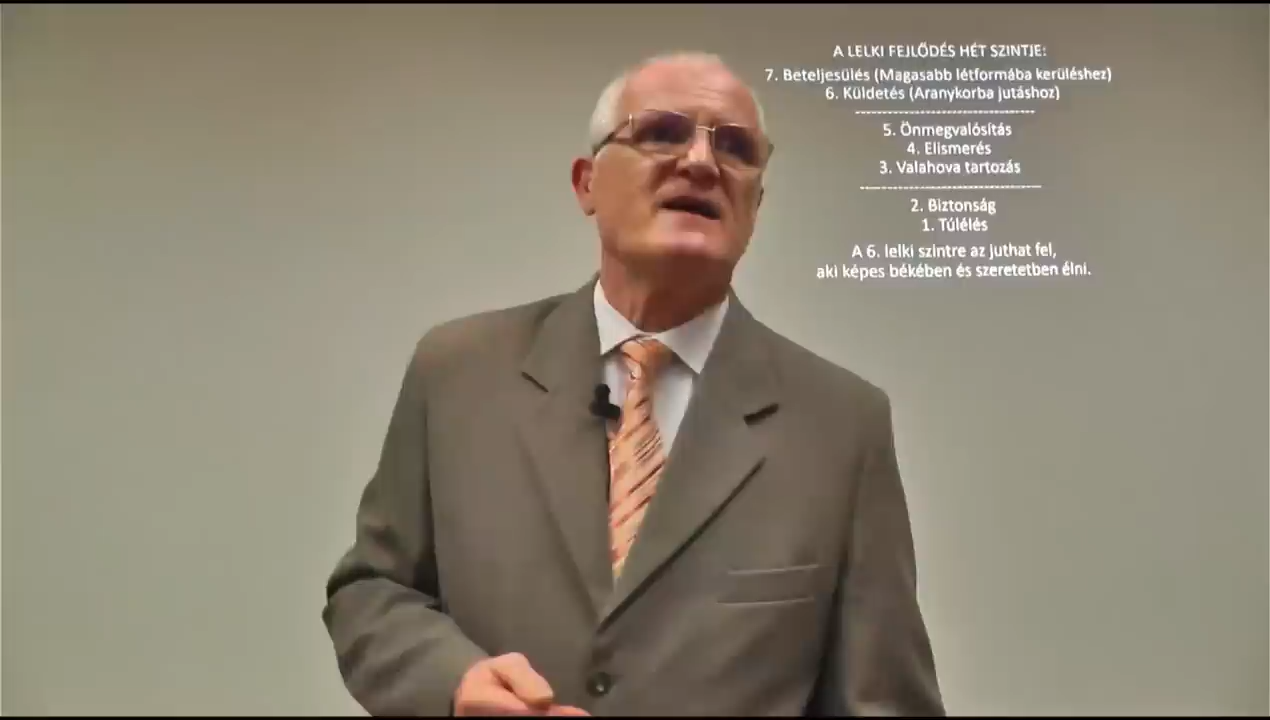 A LELKI FEJLŐDÉS HÉT SZINTJE:
7. Beteljesülés (Magasabb létformába kerüléshez)
6. Küldetés (Aranykorba jutáshoz)
5. Önmegvalósítás
4. Elismerés
3. Valahova tartozás
2. Biztonság
1. Túlélés
A 6. lelki szintre az juthat fel,
aki képes békében és szeretetben élni.